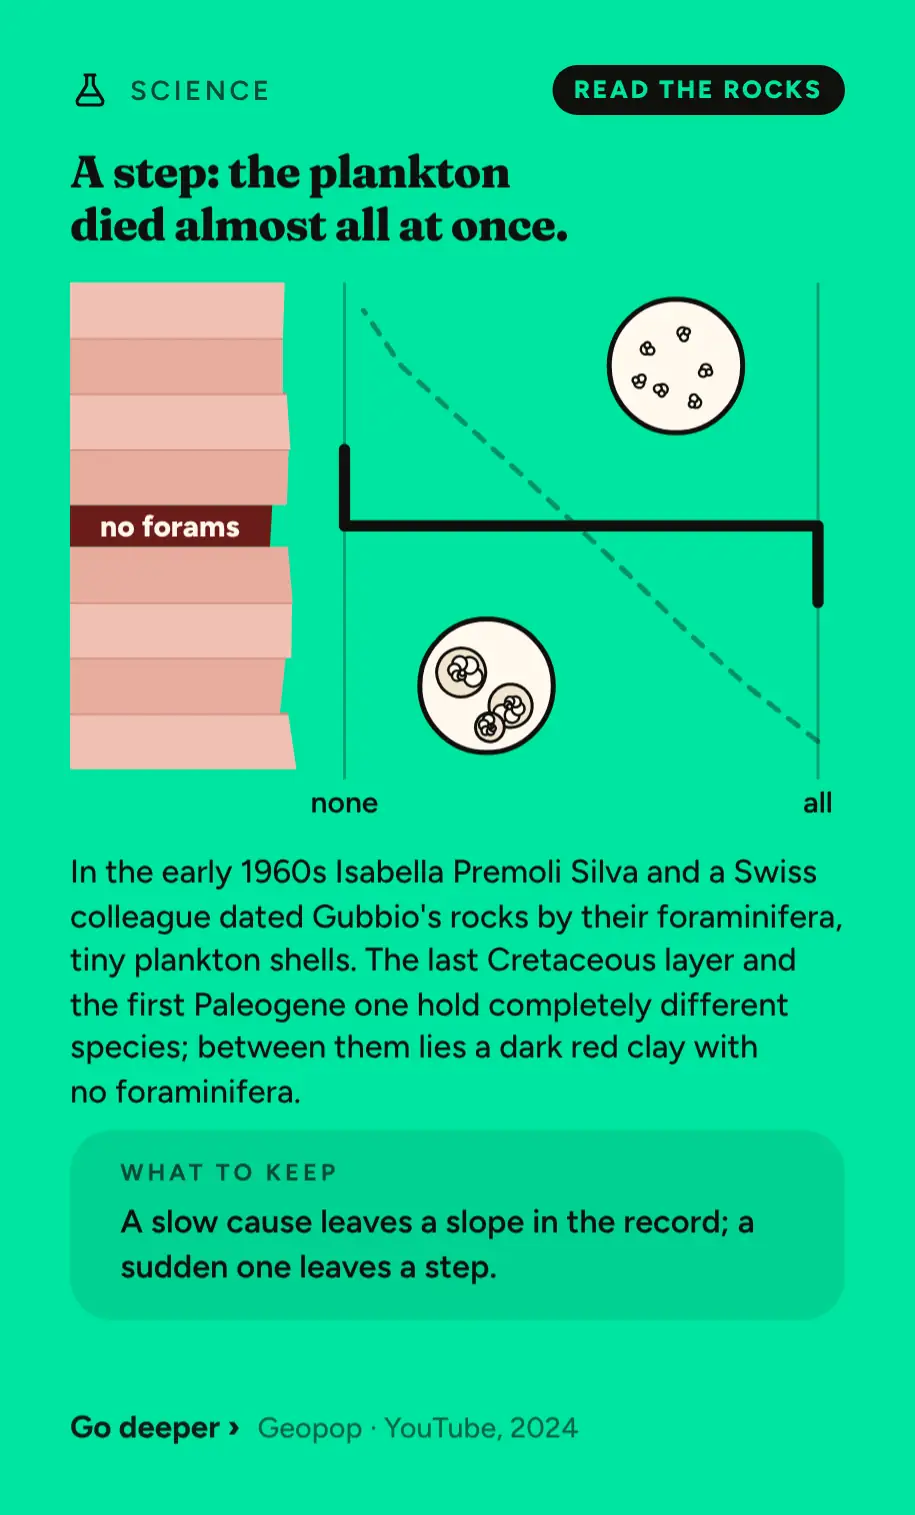 SCIENCE
READ THE ROCKS
A step: the plankton
died almost all at once.
no forams
none
all
In the early 1960s Isabella Premoli Silva and a Swiss
colleague dated Gubbio's rocks by their foraminifera,
tiny plankton shells. The last Cretaceous layer and
the first Paleogene one hold completely different
species; between them lies a dark red clay with
no foraminifera.
WHAT TO KEEP
A slow cause leaves a slope in the record; a
sudden one leaves a step.
Go deeper › Geopop · YouTube, 2024